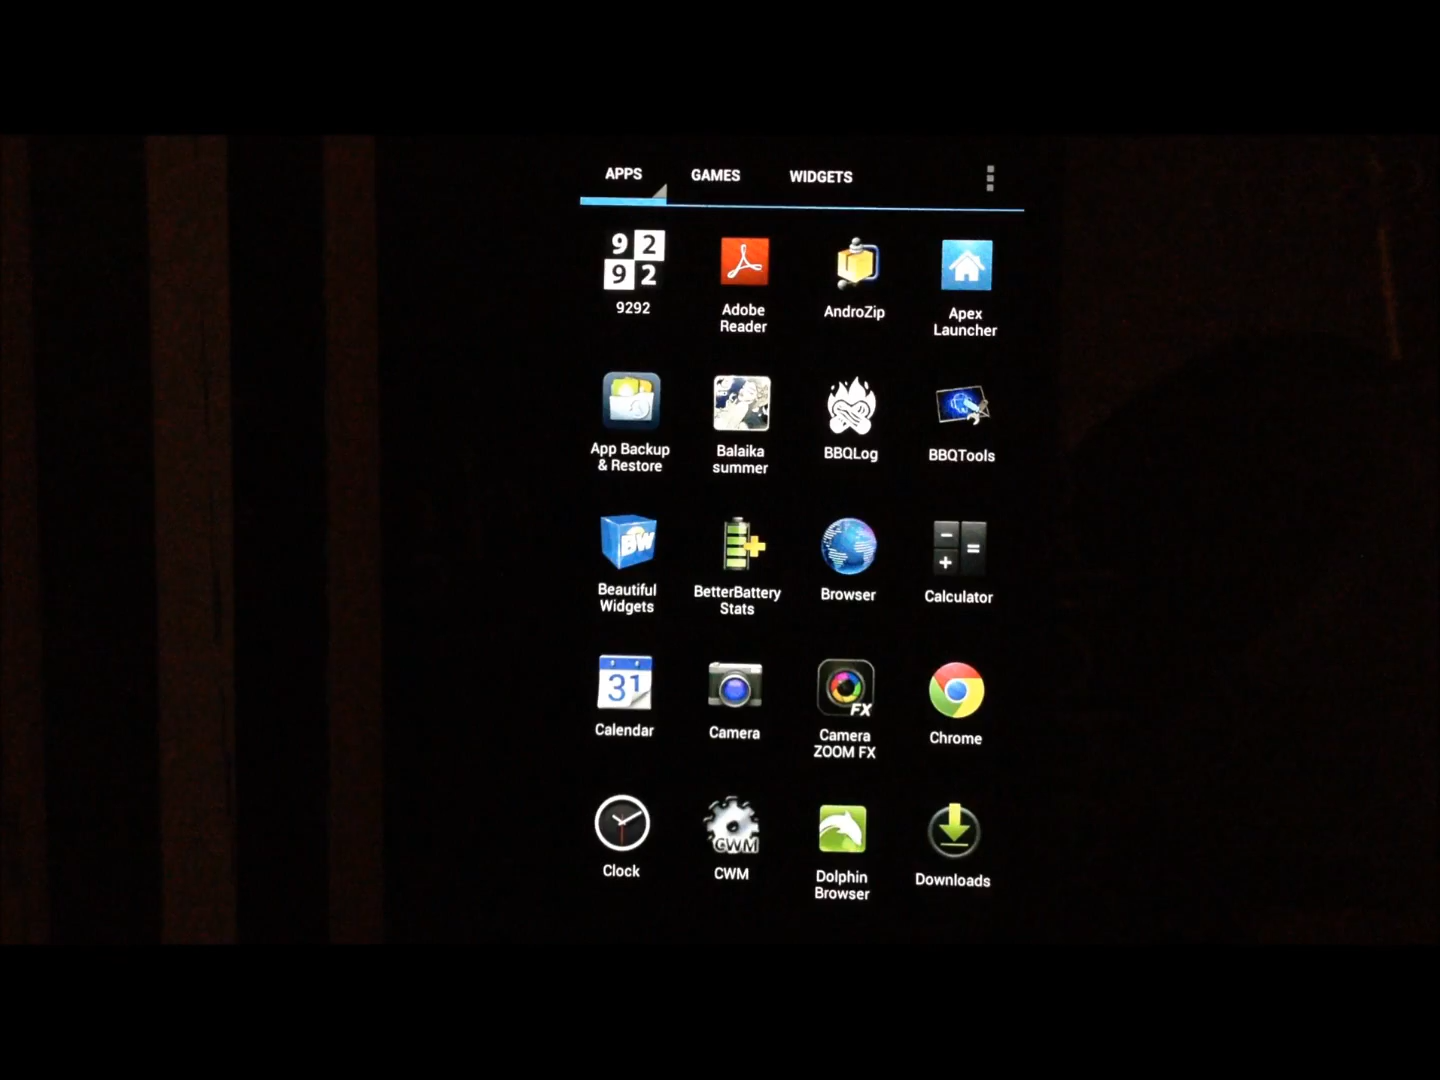 APPS GAMES WIDGETS
9 2
9 2
9292
Adobe
Reader
AndroZip
Apex
Launcher
App Backup
& Restore
Balaika
summer
BBQLog
BBQTools
BW
Beautiful
Widgets
BetterBattery
Stats
Browser
Calculator
31
Calendar
Camera
FX
Camera
ZOOM FX
Chrome
Clock
CWM
CWM
Dolphin
Browser
Downloads